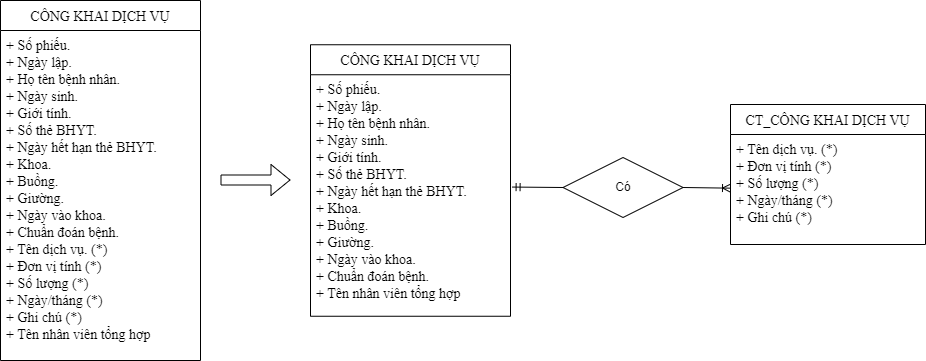 CÔNG KHAI DỊCH VỤ
+ Số phiếu.
+ Ngày lập.
+ Họ tên bệnh nhân.
+ Ngày sinh.
+ Giới tính.
+ Số thẻ BHYT.
+ Ngày hết hạn thẻ BHYT.
+ Khoa.
+ Buồng.
+ Giường.
+ Ngày vào khoa.
+ Chuẩn đoán bệnh.
+ Tên dịch vụ. (*)
+ Đơn vị tính (*)
+ Số lượng (*)
+ Ngày/tháng (*)
+ Ghi chú (*)
+ Tên nhân viên tổng hợp
CÔNG KHAI DỊCH VỤ
+ Số phiếu.
+ Ngày lập.
+ Họ tên bệnh nhân.
+ Ngày sinh.
+ Giới tính.
+ Số thẻ BHYT.
+ Ngày hết hạn thẻ BHYT.
+ Khoa.
+ Buồng.
+ Giường.
+ Ngày vào khoa.
+ Chuẩn đoán bệnh.
+ Tên nhân viên tổng hợp
Có
CT_CÔNG KHAI DỊCH VỤ
+ Tên dịch vụ. (*)
+ Đơn vị tính (*)
+ Số lượng (*)
+ Ngày/tháng (*)
+ Ghi chú (*)